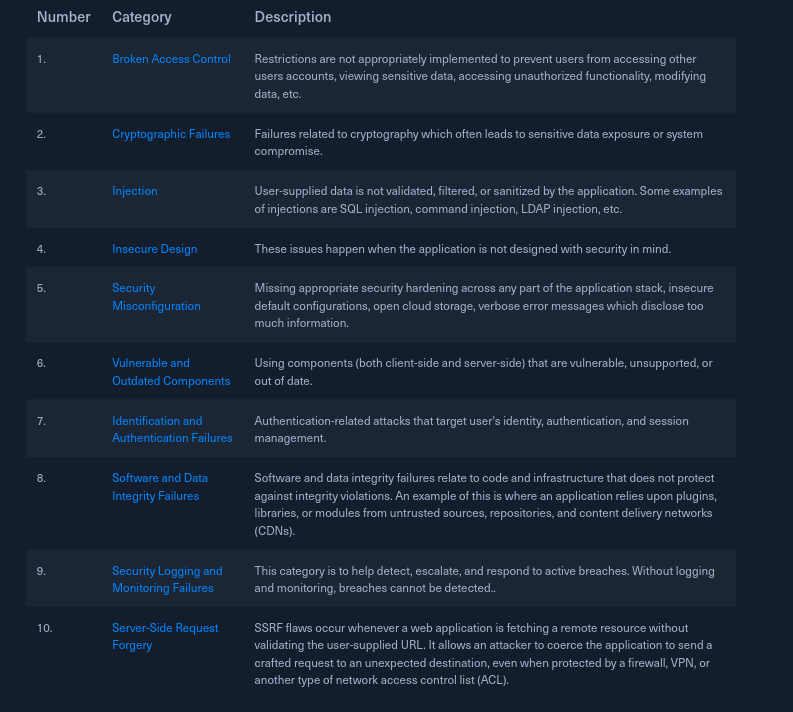 Number Category Description
1. Broken Access Control Restrictions are not appropriately implemented to prevent users from accessing other
users accounts, viewing sensitive data, accessing unauthorized functionality, modifying
data, etc.
2. Cryptographic Failures Failures related to cryptography which often leads to sensitive data exposure or system
compromise.
3. Injection User-supplied data is not validated, filtered, or sanitized by the application. Some examples
of injections are SQL injection, command injection, LDAP injection, etc.
4. Insecure Design These issues happen when the application is not designed with security in mind.
5. Security Missing appropriate security hardening across any part of the application stack, insecure
Misconfiguration default configurations, open cloud storage, verbose error messages which disclose too
much information.
6. Vulnerable and Using components (both client-side and server-side) that are vulnerable, unsupported, or
Outdated Components out of date.
7. Identification and Authentication-related attacks that target user's identity, authentication, and session
Authentication Failures management.
8. Software and Data Software and data integrity failures relate to code and infrastructure that does not protect
Integrity Failures against integrity violations. An example of this is where an application relies upon plugins,
libraries, or modules from untrusted sources, repositories, and content delivery networks
(CDNs).
9. Security Logging and This category is to help detect, escalate, and respond to active breaches. Without logging
Monitoring Failures and monitoring, breaches cannot be detected..
10. Server-Side Request SSRF flaws occur whenever a web application is fetching a remote resource without
Forgery validating the user-supplied URL. It allows an attacker to coerce the application to send a
crafted request to an unexpected destination, even when protected by a firewall, VPN, or
another type of network access control list (ACL).